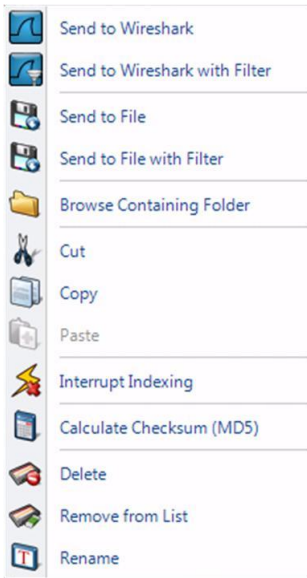 Send to Wireshark
Send to Wireshark with Filter
Send to File
Send to File with Filter
Browse Containing Folder
Cut
Copy
Paste
Interrupt Indexing
Calculate Checksum (MD5)
Delete
Remove from List
Rename